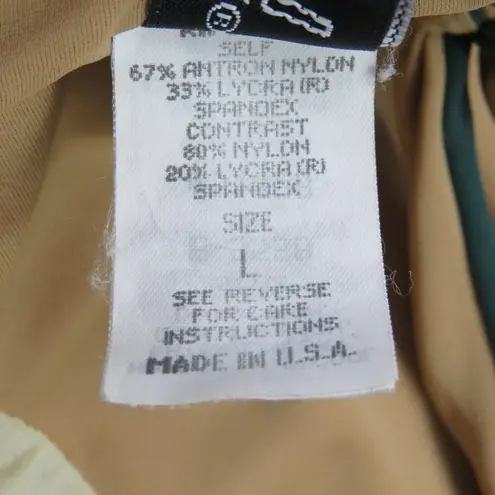 ®
SELF
67% ANTRON NYLON
33% LYCRA (R)
SPANDEX
CONTRAST
80% NYLON
20% LYCRA (R)
SPANDEX
SIZE
L
SEE REVERSE
FOR CARE
INSTRUCTIONS
MADE IN U.S.A.